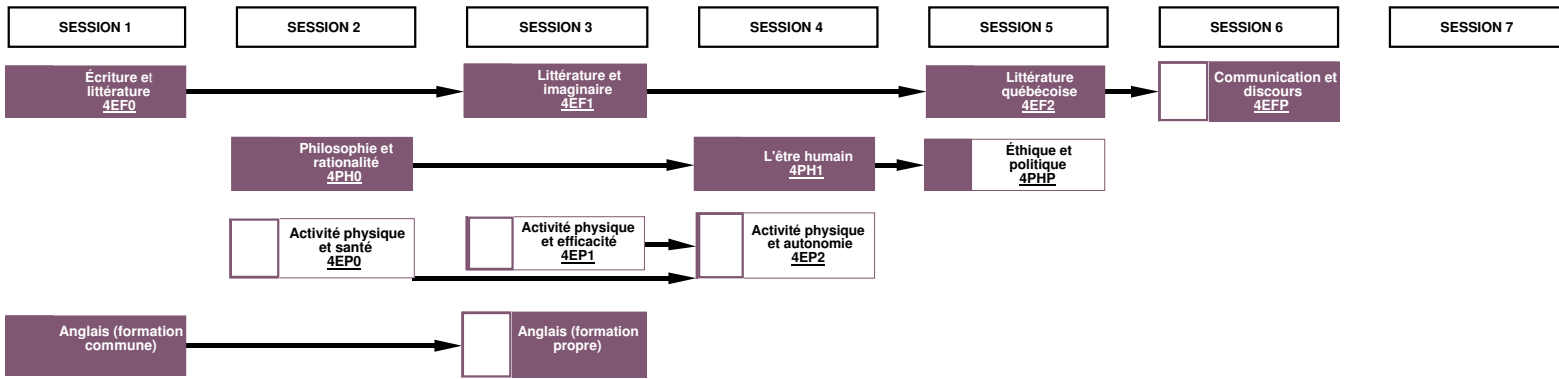 SESSION 1
SESSION 2
SESSION 3
SESSION 4
SESSION 5
SESSION 6
SESSION 7
Écriture et
littérature
4EF0
Littérature et
imaginaire
4EF1
Littérature
québécoise
4EF2
Communication et
discours
4EFP
Philosophie et
rationalité
4PH0
L'être humain
4PH1
Éthique et
politique
4PHP
Activité physique
et santé
4EP0
Activité physique
et efficacité
4EP1
Activité physique
et autonomie
4EP2
Anglais (formation
commune)
Anglais (formation
propre)